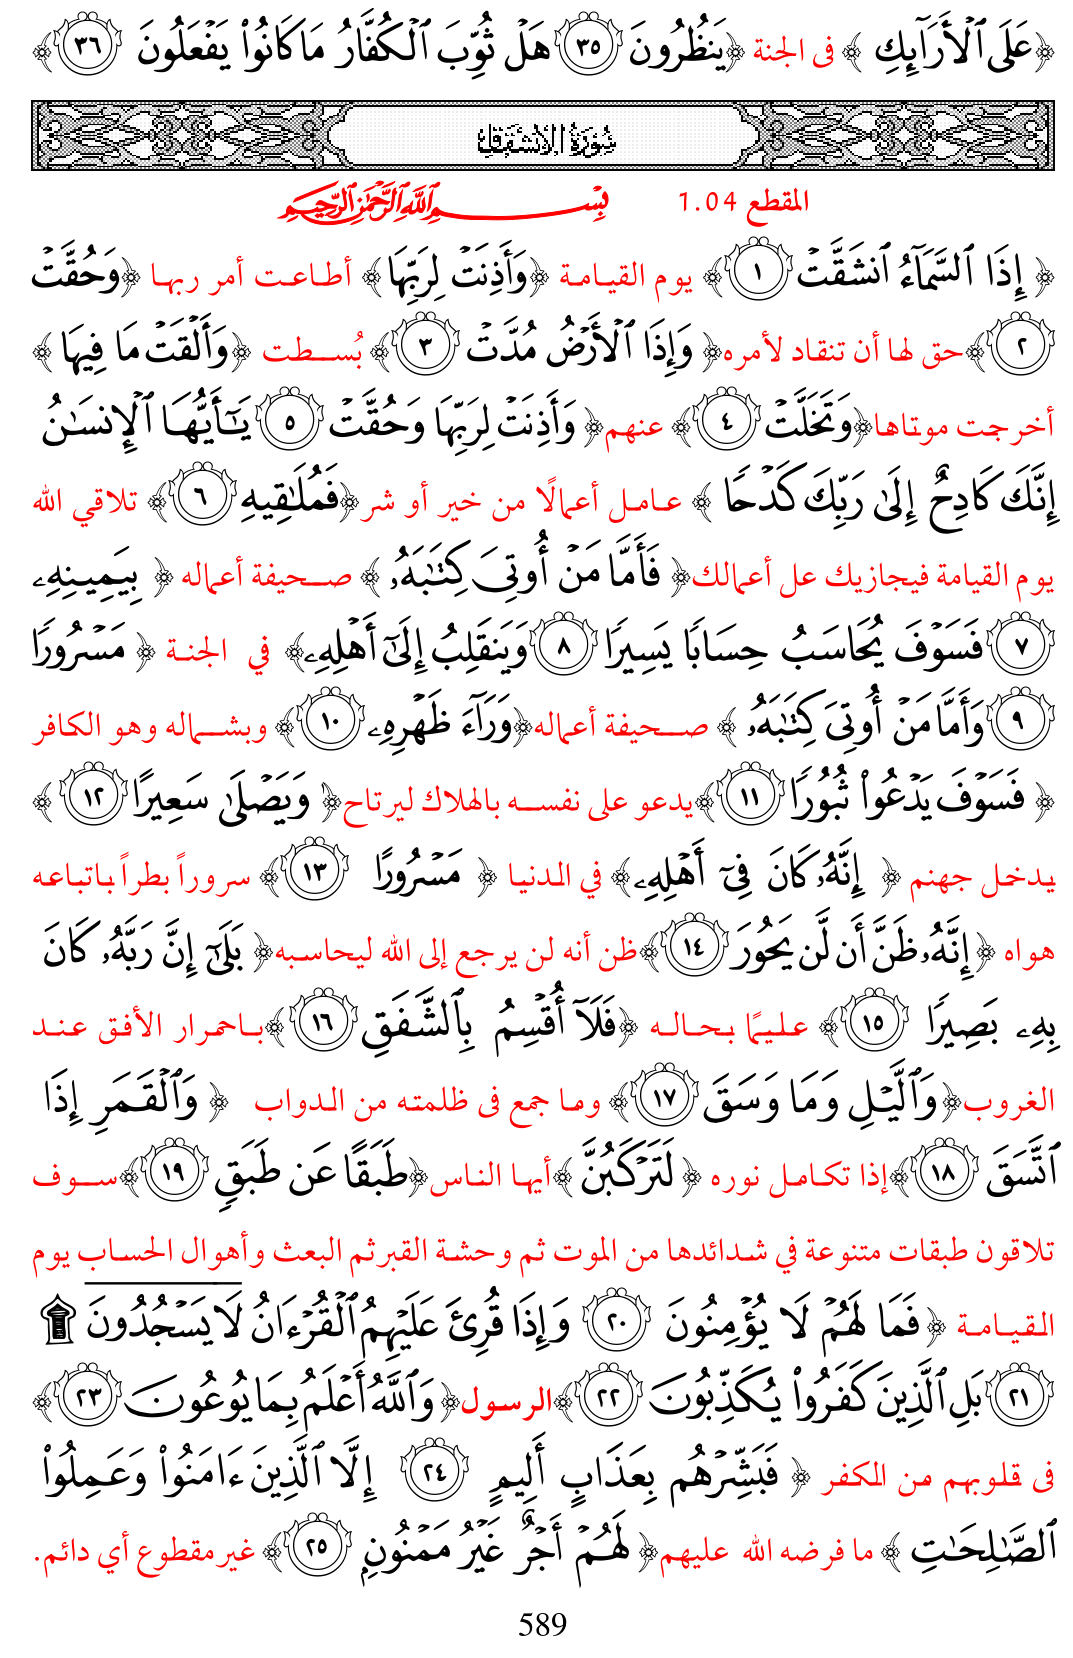 ﴿عَلَى ٱلْأَرَآئِكِ ﴾ فى الجنة ﴿يَنظُرُونَ ٣٥ هَلْ ثُوِّبَ ٱلْكُفَّارُ مَا كَانُوا۟ يَفْعَلُونَ ٣٦﴾
سُورَةُ الانْشِقَاقِ
بِسْمِ ٱللَّهِ ٱلرَّحْمَٰنِ ٱلرَّحِيمِ المقطع 1.04
﴿ إِذَا ٱلسَّمَآءُ ٱنشَقَّتْ ١﴾ يوم القيامة ﴿وَأَذِنَتْ لِرَبِّهَا﴾ أطاعت أمر ربها ﴿وَحُقَّتْ
٢﴾حق لها أن تنقاد لأمره﴿ وَإِذَا ٱلْأَرْضُ مُدَّتْ ٣﴾ بُسطت ﴿وَأَلْقَتْ مَا فِيهَا ﴾
أخرجت موتاها﴿وَتَخَلَّتْ ٤﴾ عنهم﴿ وَأَذِنَتْ لِرَبِّهَا وَحُقَّتْ ٥ يَٰٓأَيُّهَا ٱلْإِنسَٰنُ
إِنَّكَ كَادِحٌ إِلَىٰ رَبِّكَ كَدْحًا ﴾ عامل أعمالًا من خير أو شر﴿فَمُلَٰقِيهِ ٦﴾ تلاقي الله
يوم القيامة فيجازيك عل أعمالك﴿ فَأَمَّا مَنْ أُوتِىَ كِتَٰبَهُۥ ﴾ صحيفة أعماله ﴿ بِيَمِينِهِۦ
٧ فَسَوْفَ يُحَاسَبُ حِسَابًا يَسِيرًا ٨ وَيَنقَلِبُ إِلَىٰٓ أَهْلِهِۦ﴾ في الجنة ﴿ مَسْرُورًا
٩ وَأَمَّا مَنْ أُوتِىَ كِتَٰبَهُۥ ﴾ صحيفة أعماله﴿وَرَآءَ ظَهْرِهِۦ ١٠﴾ وبشماله وهو الكافر
﴿ فَسَوْفَ يَدْعُوا۟ ثُبُورًا ١١﴾يدعو على نفسه بالهلاك ليرتاح﴿ وَيَصْلَىٰ سَعِيرًا ١٢﴾
يدخل جهنم ﴿ إِنَّهُۥ كَانَ فِىٓ أَهْلِهِۦ﴾ في الدنيا ﴿ مَسْرُورًا ١٣﴾ سروراً بطراً باتباعه
هواه ﴿إِنَّهُۥ ظَنَّ أَن لَّن يَحُورَ ١٤﴾ظن أنه لن يرجع إلى الله ليحاسبه﴿ بَلَىٰٓ إِنَّ رَبَّهُۥ كَانَ
بِهِۦ بَصِيرًا ١٥﴾ عليمًا بحاله ﴿فَلَآ أُقْسِمُ بِٱلشَّفَقِ ١٦﴾باحمرار الأفق عند
الغروب﴿وَٱلَّيْلِ وَمَا وَسَقَ ١٧﴾ وما جمع فى ظلمته من الدواب ﴿ وَٱلْقَمَرِ إِذَا
ٱتَّسَقَ ١٨﴾إذا تكامل نوره ﴿ لَتَرْكَبُنَّ ﴾أيها الناس﴿طَبَقًا عَن طَبَقٍ ١٩﴾سوف
تلاقون طبقات متنوعة في شدائدها من الموت ثم وحشة القبرثم البعث وأهوال الحساب يوم
القيامة ﴿فَمَا لَهُمْ لَا يُؤْمِنُونَ ٢٠ وَإِذَا قُرِئَ عَلَيْهِمُ ٱلْقُرْءَانُ لَا يَسْجُدُونَ ۩
٢١ بَلِ ٱلَّذِينَ كَفَرُوا۟ يُكَذِّبُونَ ٢٢﴾الرسول﴿وَٱللَّهُ أَعْلَمُ بِمَا يُوعُونَ ٢٣﴾
فى قلوبهم من الكفر ﴿ فَبَشِّرْهُم بِعَذَابٍ أَلِيمٍ ٢٤ إِلَّا ٱلَّذِينَ ءَامَنُوا۟ وَعَمِلُوا۟
ٱلصَّٰلِحَٰتِ ﴾ ما فرضه الله عليهم﴿ لَهُمْ أَجْرٌ غَيْرُ مَمْنُونٍۭ ٢٥﴾ غيرمقطوع أي دائم.
589